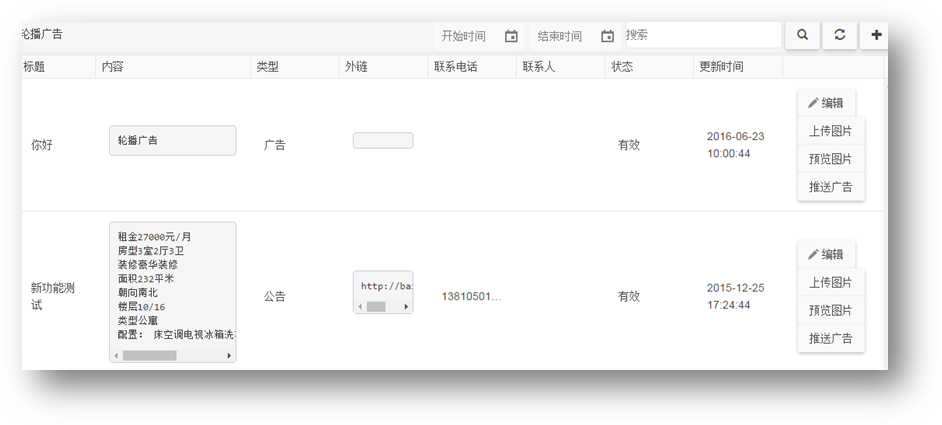 轮播广告 开始时间 结束时间 搜索
标题 内容 类型 外链 联系电话 联系人 状态 更新时间
你好 轮播广告 广告 有效 2016-06-23
10:00:44
编辑
上传图片
预览图片
推送广告
新功能测
试
租金27000元/月
房型3室2厅3卫
装修豪华装修
面积232平米
朝向南北
楼层10/16
类型公寓
配置: 床空调电视冰箱洗
公告
http://ba
13810501...
有效
2015-12-25
17:24:44
编辑
上传图片
预览图片
推送广告